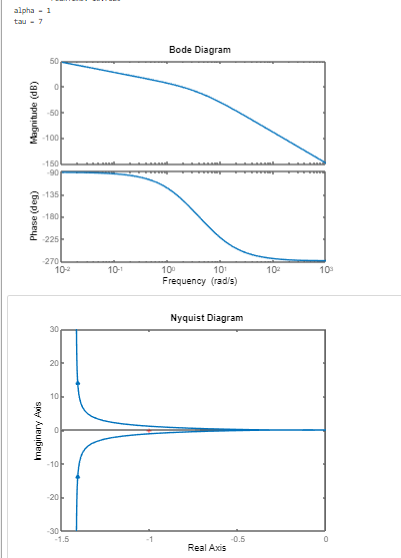 alpha = 1
tau = 7
Bode Diagram
Magnitude (dB)
50
0
-50
-100
-150
Phase (deg)
-90
-135
-180
-225
-270
10-2 10-1 100 101 102 103
Frequency (rad/s)
Nyquist Diagram
Imaginary Axis
30
20
10
0
-10
-20
-30
-1.5 -1 -0.5 0
Real Axis